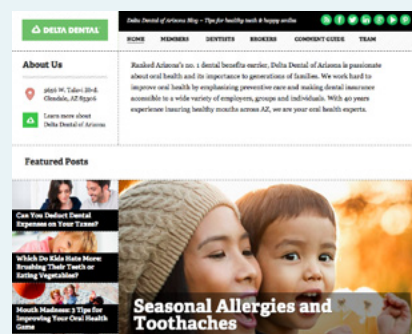 DELTA DENTAL
Delta Dental of Arizona Blog – Tips for healthy teeth & happy smiles
HOME MEMBERS DENTISTS BROKERS COMMENT GUIDE TEAM
About Us
5656 W. Talavi Blvd.
Glendale, AZ 85306
Learn more about
Delta Dental of Arizona
Ranked Arizona's no. 1 dental benefits carrier, Delta Dental of Arizona is passionate
about oral health and its importance to generations of families. We work hard to
improve oral health by emphasizing preventive care and making dental insurance
accessible to a wide variety of employers, groups and individuals. With 40 years
experience insuring healthy mouths across AZ, we are your oral health experts.
Featured Posts
Can You Deduct Dental
Expenses on Your Taxes?
Which Do Kids Hate More:
Brushing Their Teeth or
Eating Vegetables?
Mouth Madness: 3 Tips for
Improving Your Oral Health
Game
Seasonal Allergies and
Toothaches